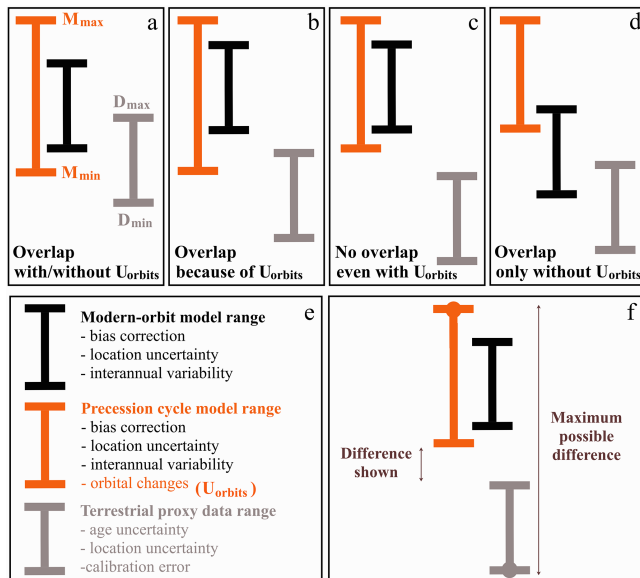 a
Mmax
Dmax
Mmin
Dmin
Overlap
with/without Uorbits
b
Overlap
because of Uorbits
c
No overlap
even with Uorbits
d
Overlap
only without Uorbits
e
Modern-orbit model range
- bias correction
- location uncertainty
- interannual variability
Precession cycle model range
- bias correction
- location uncertainty
- interannual variability
- orbital changes (Uorbits )
Terrestrial proxy data range
- age uncertainty
- location uncertainty
-calibration error
f
Maximum
possible
difference
Difference
shown